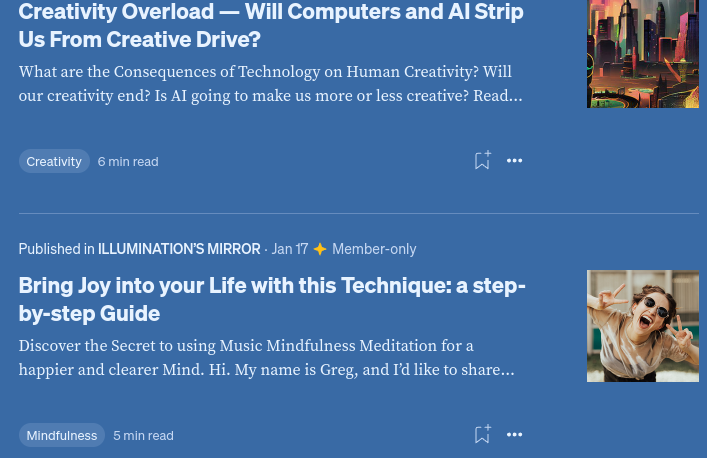 Creativity Overload — Will Computers and AI Strip
Us From Creative Drive?
What are the Consequences of Technology on Human Creativity? Will
our creativity end? Is AI going to make us more or less creative? Read…
Creativity 6 min read
Published in ILLUMINATION’S MIRROR · Jan 17 Member-only
Bring Joy into your Life with this Technique: a step-
by-step Guide
Discover the Secret to using Music Mindfulness Meditation for a
happier and clearer Mind. Hi. My name is Greg, and I’d like to share…
Mindfulness 5 min read